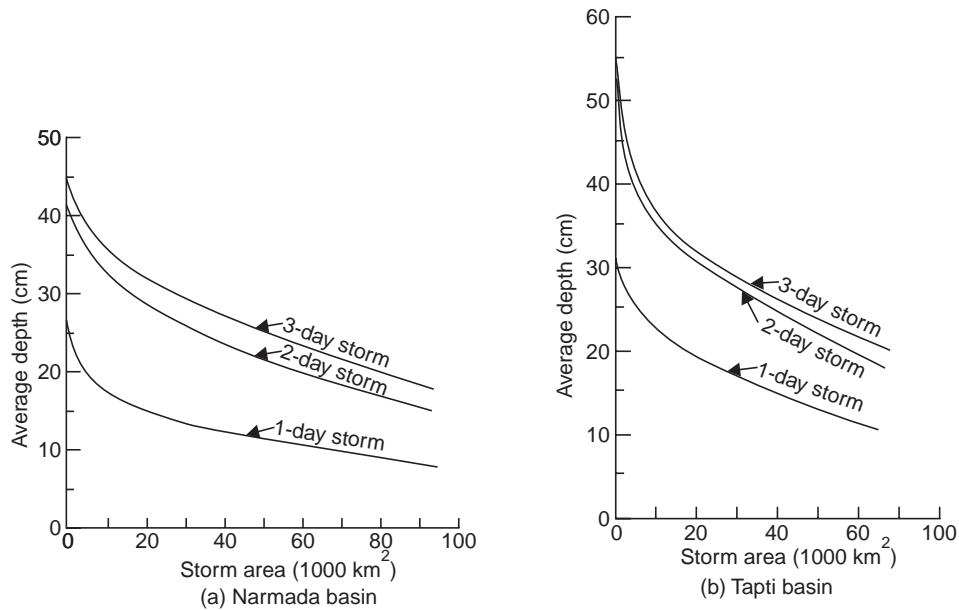 50
40
30
20
10
0
Average depth (cm)
3-day storm
2-day storm
1-day storm
0 20 40 60 80 100
Storm area (1000 km²)
(a) Narmada basin
60
50
40
30
20
10
0
Average depth (cm)
3-day storm
2-day storm
1-day storm
0 20 40 60 80 100
Storm area (1000 km²)
(b) Tapti basin